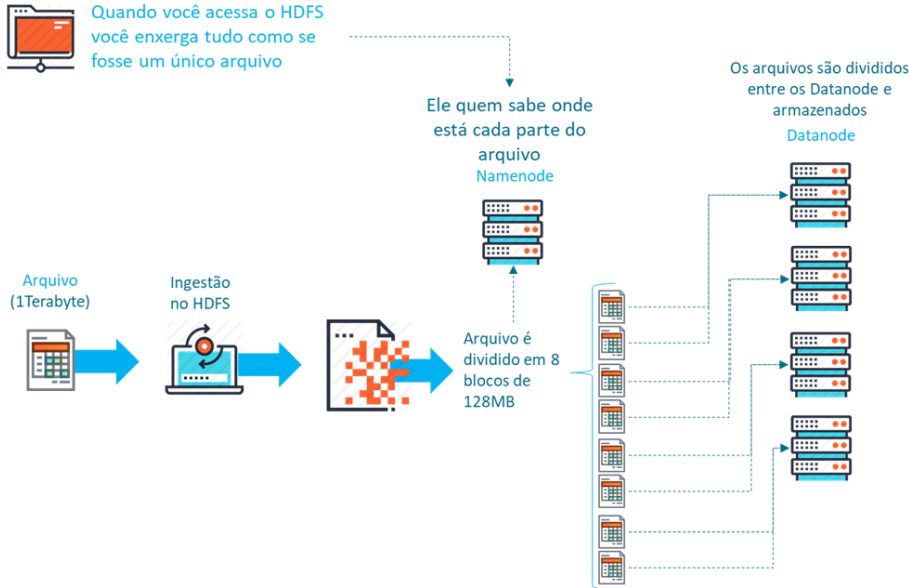 Quando você acessa o HDFS
você enxerga tudo como se
fosse um único arquivo
Ele quem sabe onde
está cada parte do
arquivo
Namenode
Os arquivos são divididos
entre os Datanode e
armazenados
Datanode
Arquivo
(1Terabyte)
Ingestão
no HDFS
Arquivo é
dividido em 8
blocos de
128MB